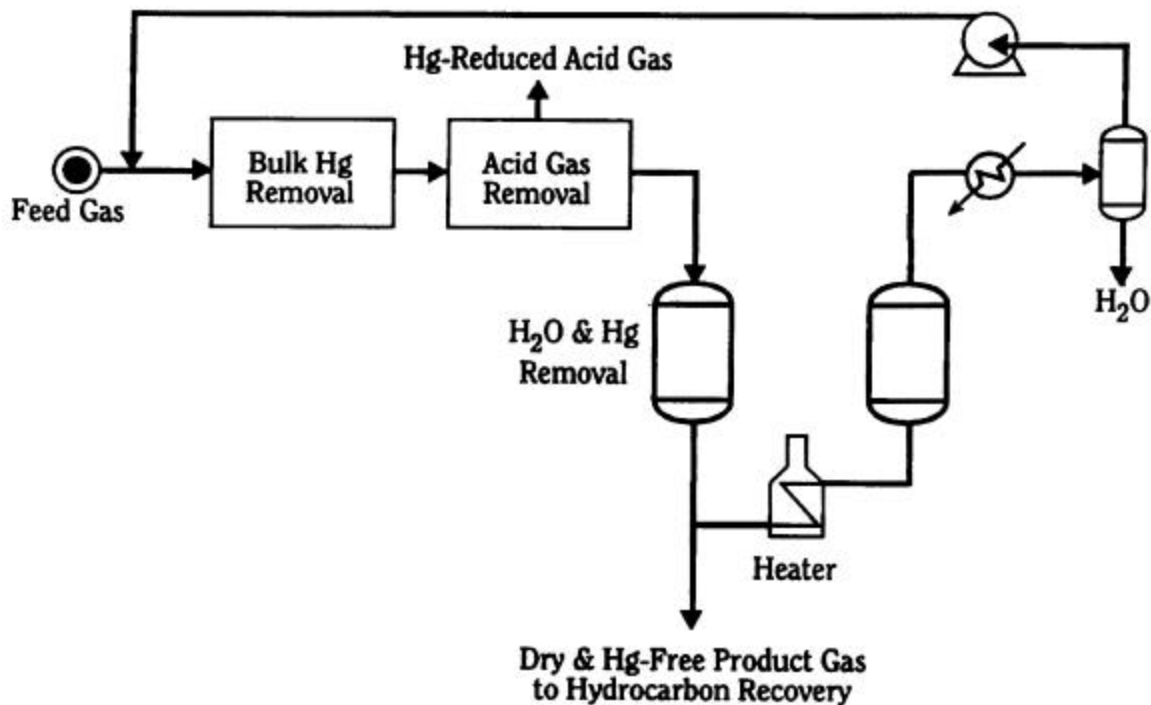 Hg-Reduced Acid Gas
Feed Gas
Bulk Hg
Removal
Acid Gas
Removal
H₂O
H₂O & Hg
Removal
Heater
Dry & Hg-Free Product Gas
to Hydrocarbon Recovery